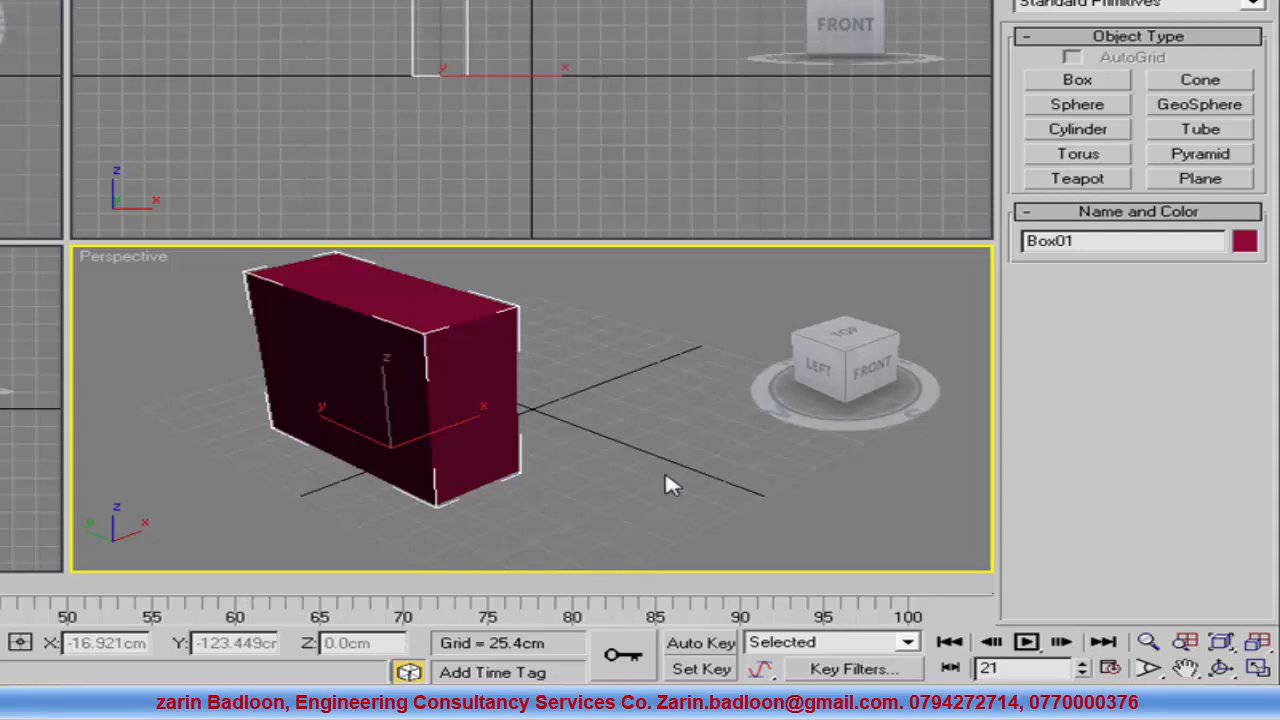 Standard Primitives
FRONT
Object Type
AutoGrid
Box
Cone
Sphere
GeoSphere
Cylinder
Tube
Torus
Pyramid
Teapot
Plane
Name and Color
Box01
y
x
z
y
x
Perspective
TOP
LEFT
FRONT
z
y
x
z
y
x
50 55 60 65 70 75 80 85 90 95 100
X: -16.921cm Y: -123.449cm Z: 0.0cm Grid = 25.4cm Auto Key Selected
Add Time Tag Set Key Key Filters... 21
zarin Badloon, Engineering Consultancy Services Co. Zarin.badloon@gmail.com. 0794272714, 0770000376